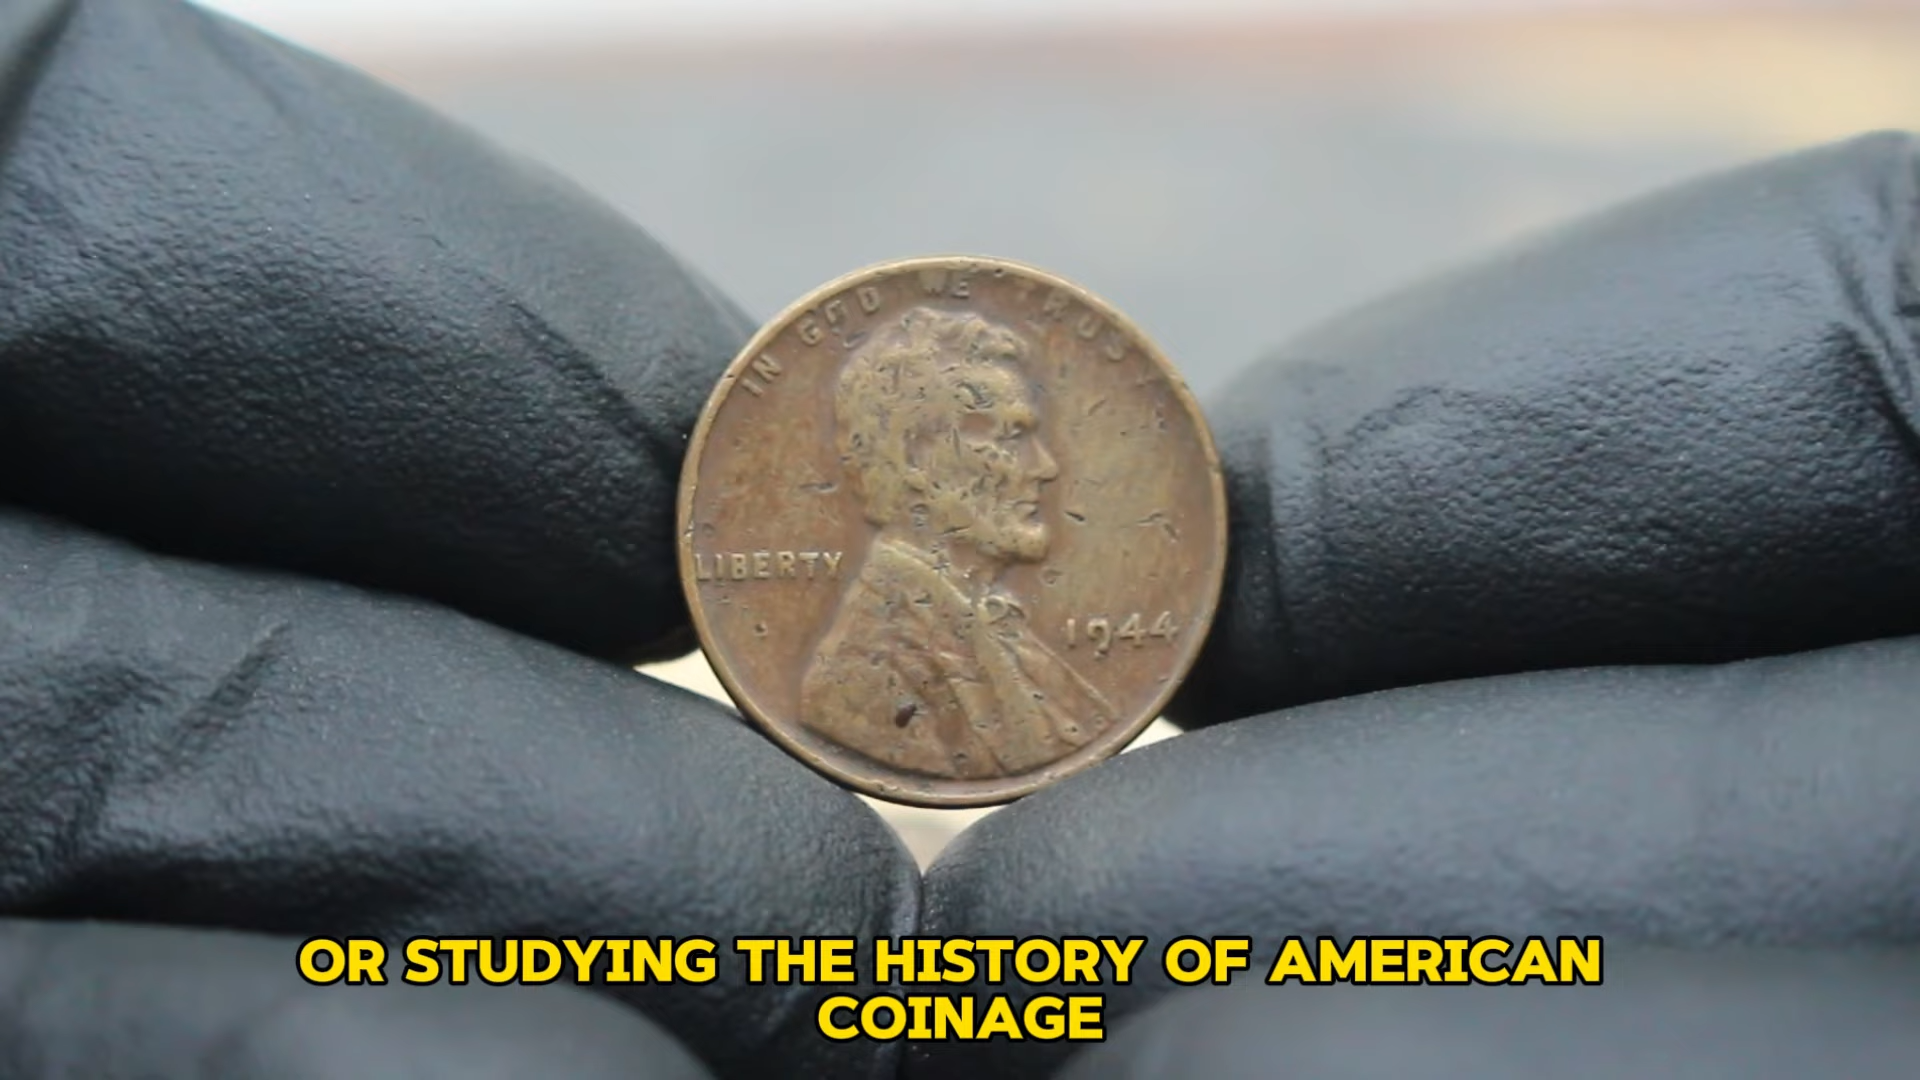 IN GOD WE TRUST
LIBERTY
1944
OR STUDYING THE HISTORY OF AMERICAN
COINAGE